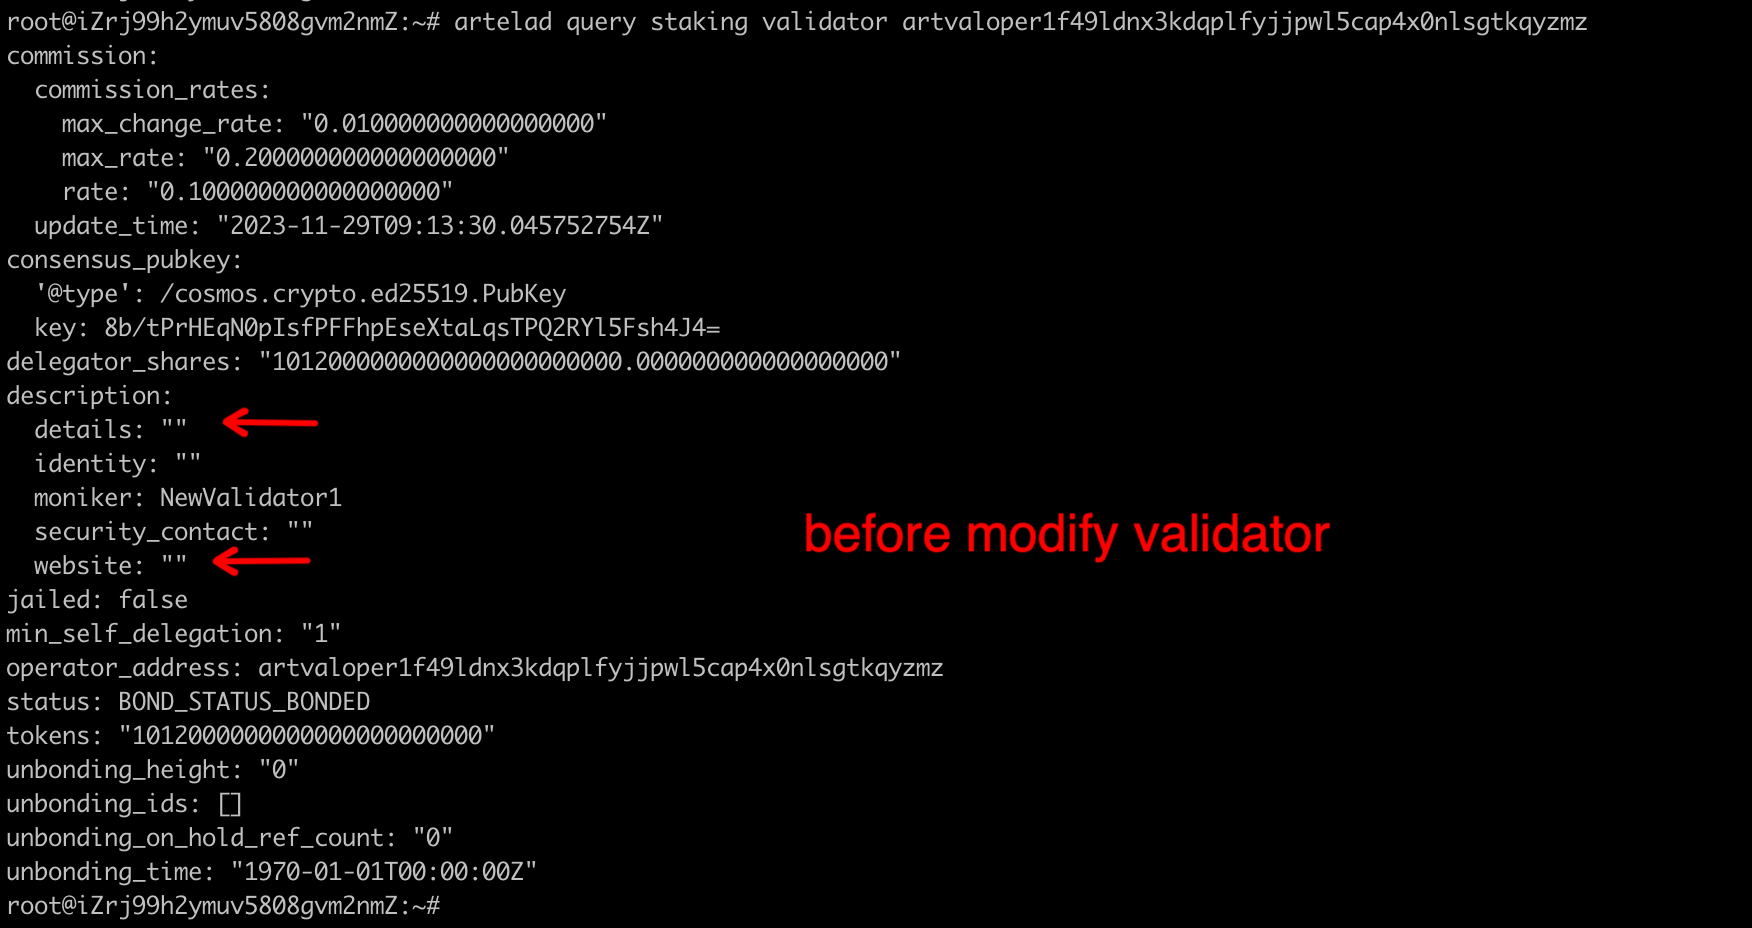 root@iZrj99h2ymuv5808gvm2nmZ:~# artelad query staking validator artvaloper1f49ldnx3kdqplfyjjpwl5cap4x0nlsgtkqyzmz
commission:
  commission_rates:
    max_change_rate: "0.010000000000000000"
    max_rate: "0.200000000000000000"
    rate: "0.100000000000000000"
  update_time: "2023-11-29T09:13:30.045752754Z"
consensus_pubkey:
  '@type': /cosmos.crypto.ed25519.PubKey
  key: 8b/tPrHEqN0pIsfPFFhpEseXtaLqsTPQ2RYl5Fsh4J4=
delegator_shares: "1012000000000000000000000.000000000000000000"
description:
  details: ""
  identity: ""
  moniker: NewValidator1
  security_contact: ""
before modify validator
  website: ""
jailed: false
min_self_delegation: "1"
operator_address: artvaloper1f49ldnx3kdqplfyjjpwl5cap4x0nlsgtkqyzmz
status: BOND_STATUS_BONDED
tokens: "1012000000000000000000000"
unbonding_height: "0"
unbonding_ids: []
unbonding_on_hold_ref_count: "0"
unbonding_time: "1970-01-01T00:00:00Z"
root@iZrj99h2ymuv5808gvm2nmZ:~#